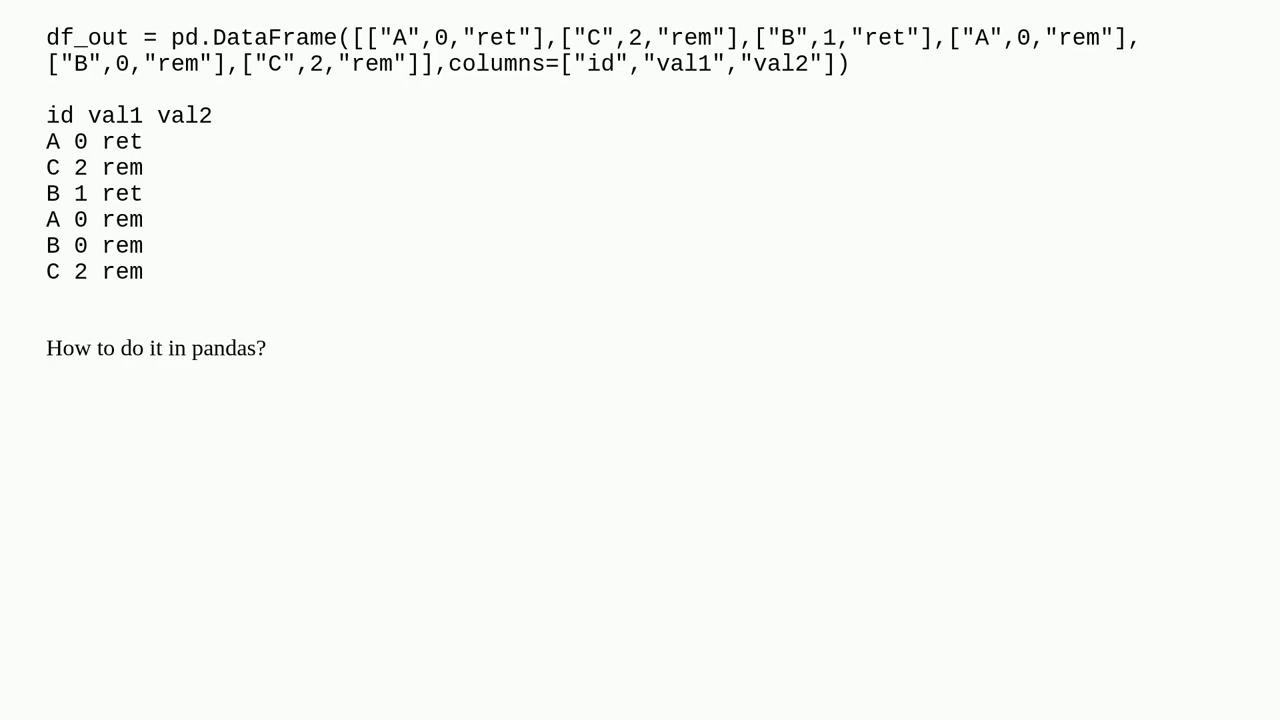 df_out = pd.DataFrame([["A",0,"ret"],["C",2,"rem"],["B",1,"ret"],["A",0,"rem"],
["B",0,"rem"],["C",2,"rem"]],columns=["id","val1","val2"])
id val1 val2
A 0 ret
C 2 rem
B 1 ret
A 0 rem
B 0 rem
C 2 rem
How to do it in pandas?